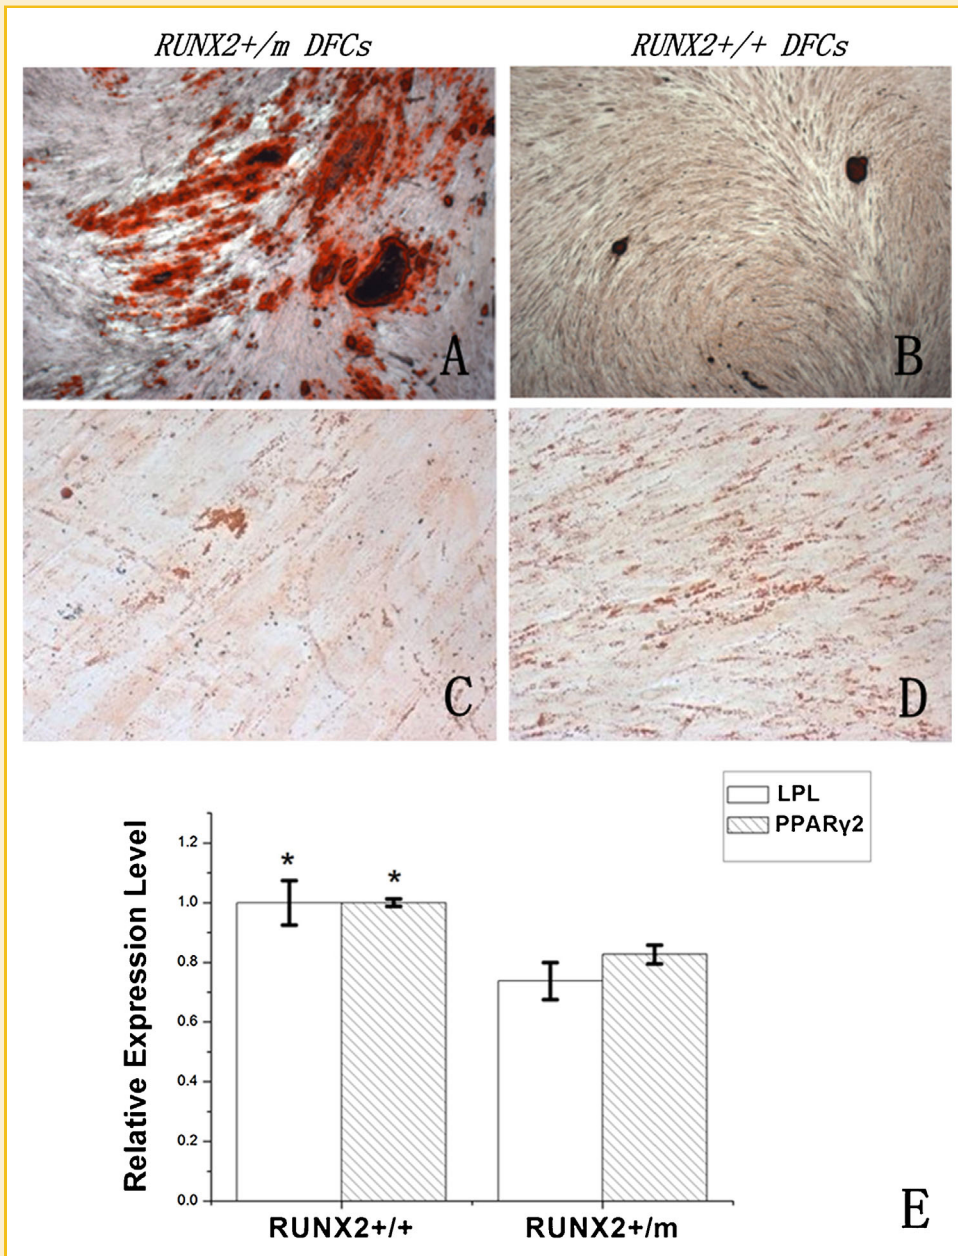 RUNX2+/m DFCs
RUNX2+/+ DFCs
A
B
C
D
LPL
PPARγ2
Relative Expression Level
1.2
1.0
0.8
0.6
0.4
0.2
0.0
*
*
RUNX2+/+
RUNX2+/m
E